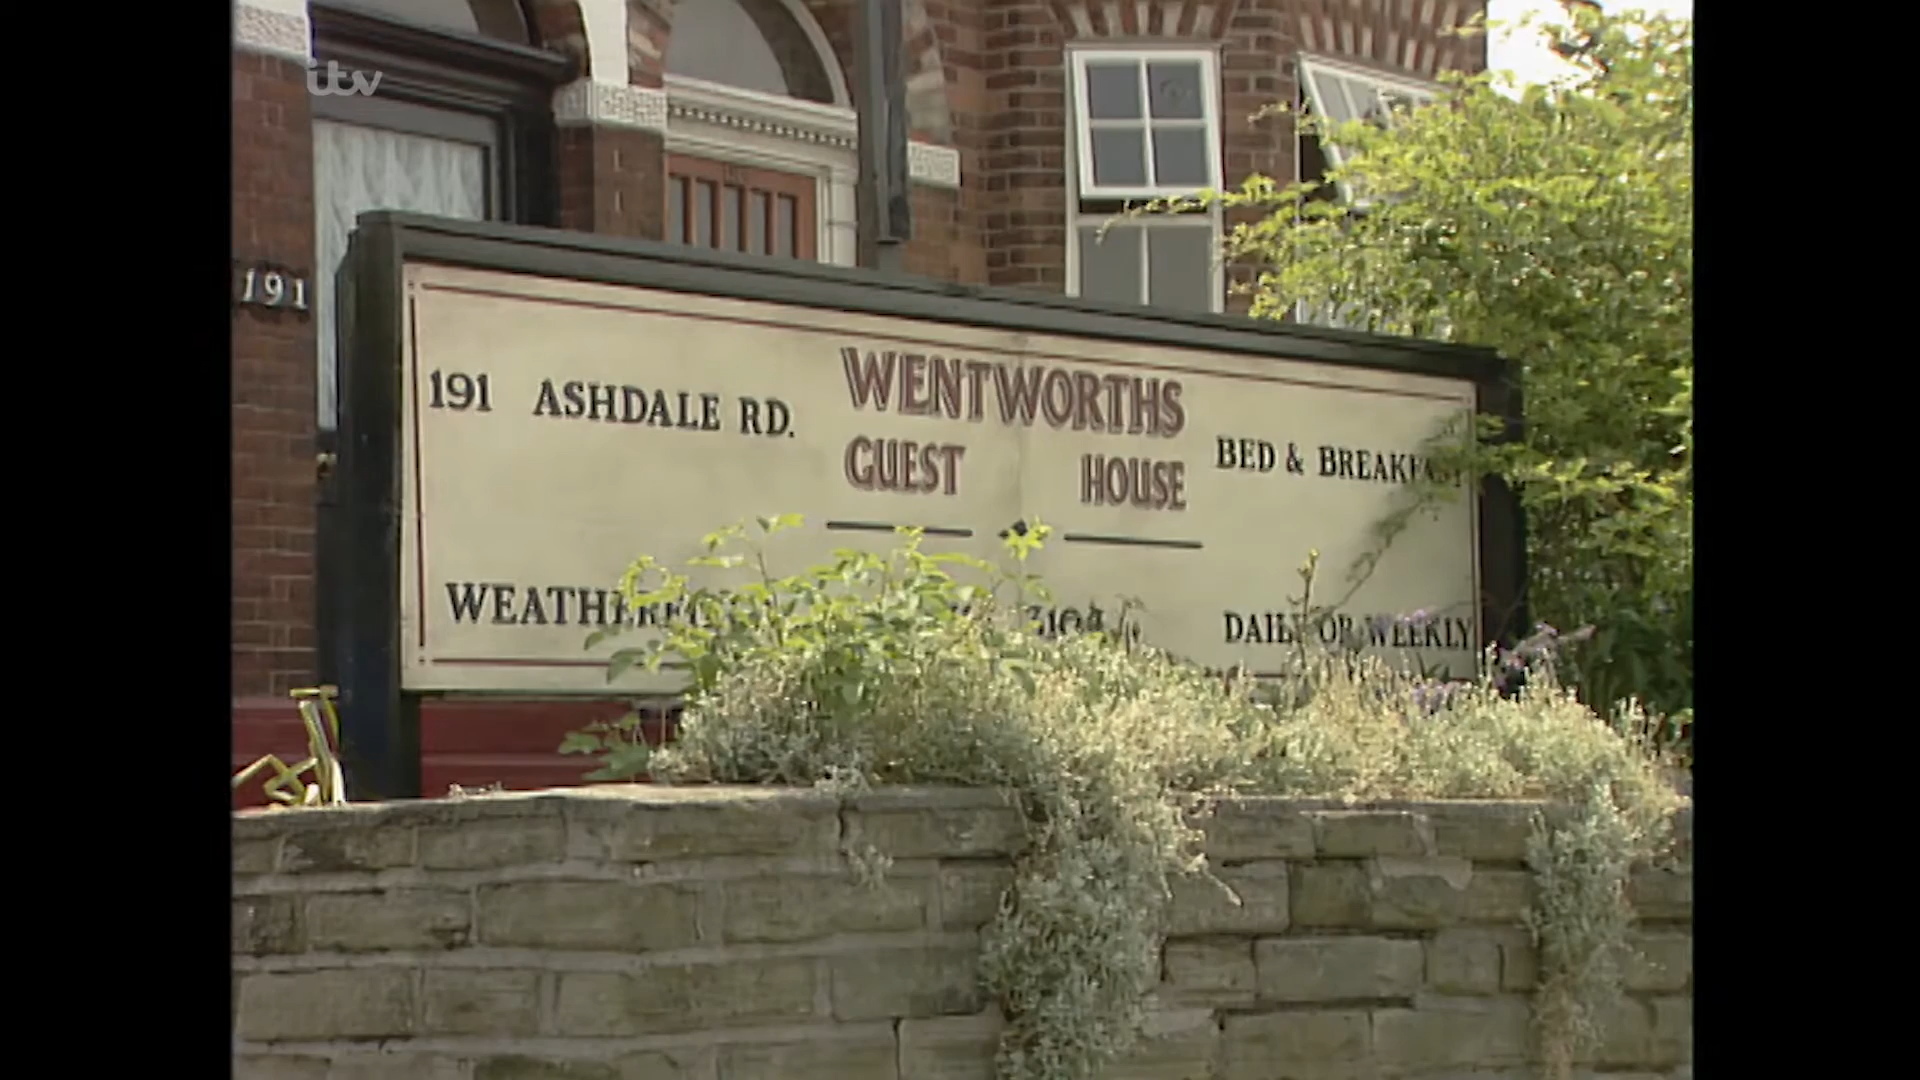 itv
191
191 ASHDALE RD.
WENTWORTHS
GUEST HOUSE
BED & BREAKFAST
DAILY OR WEEKLY